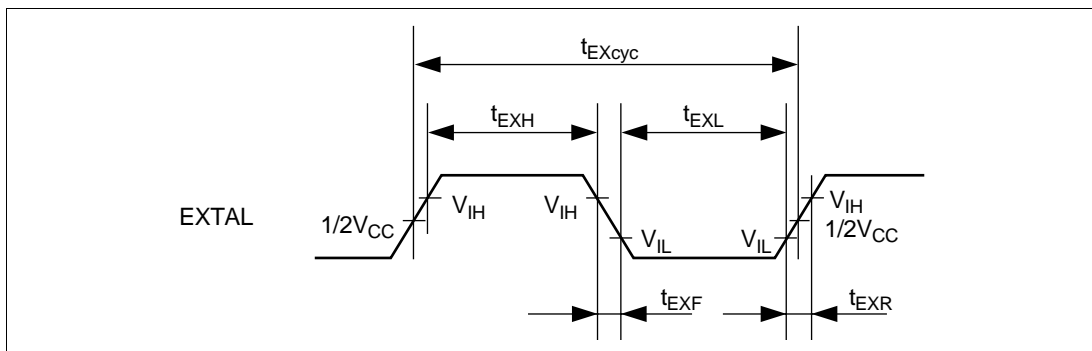 tEXcyc
tEXH
tEXL
EXTAL
1/2VCC
VIH
VIH
VIL
VIL
VIH
1/2VCC
tEXF
tEXR